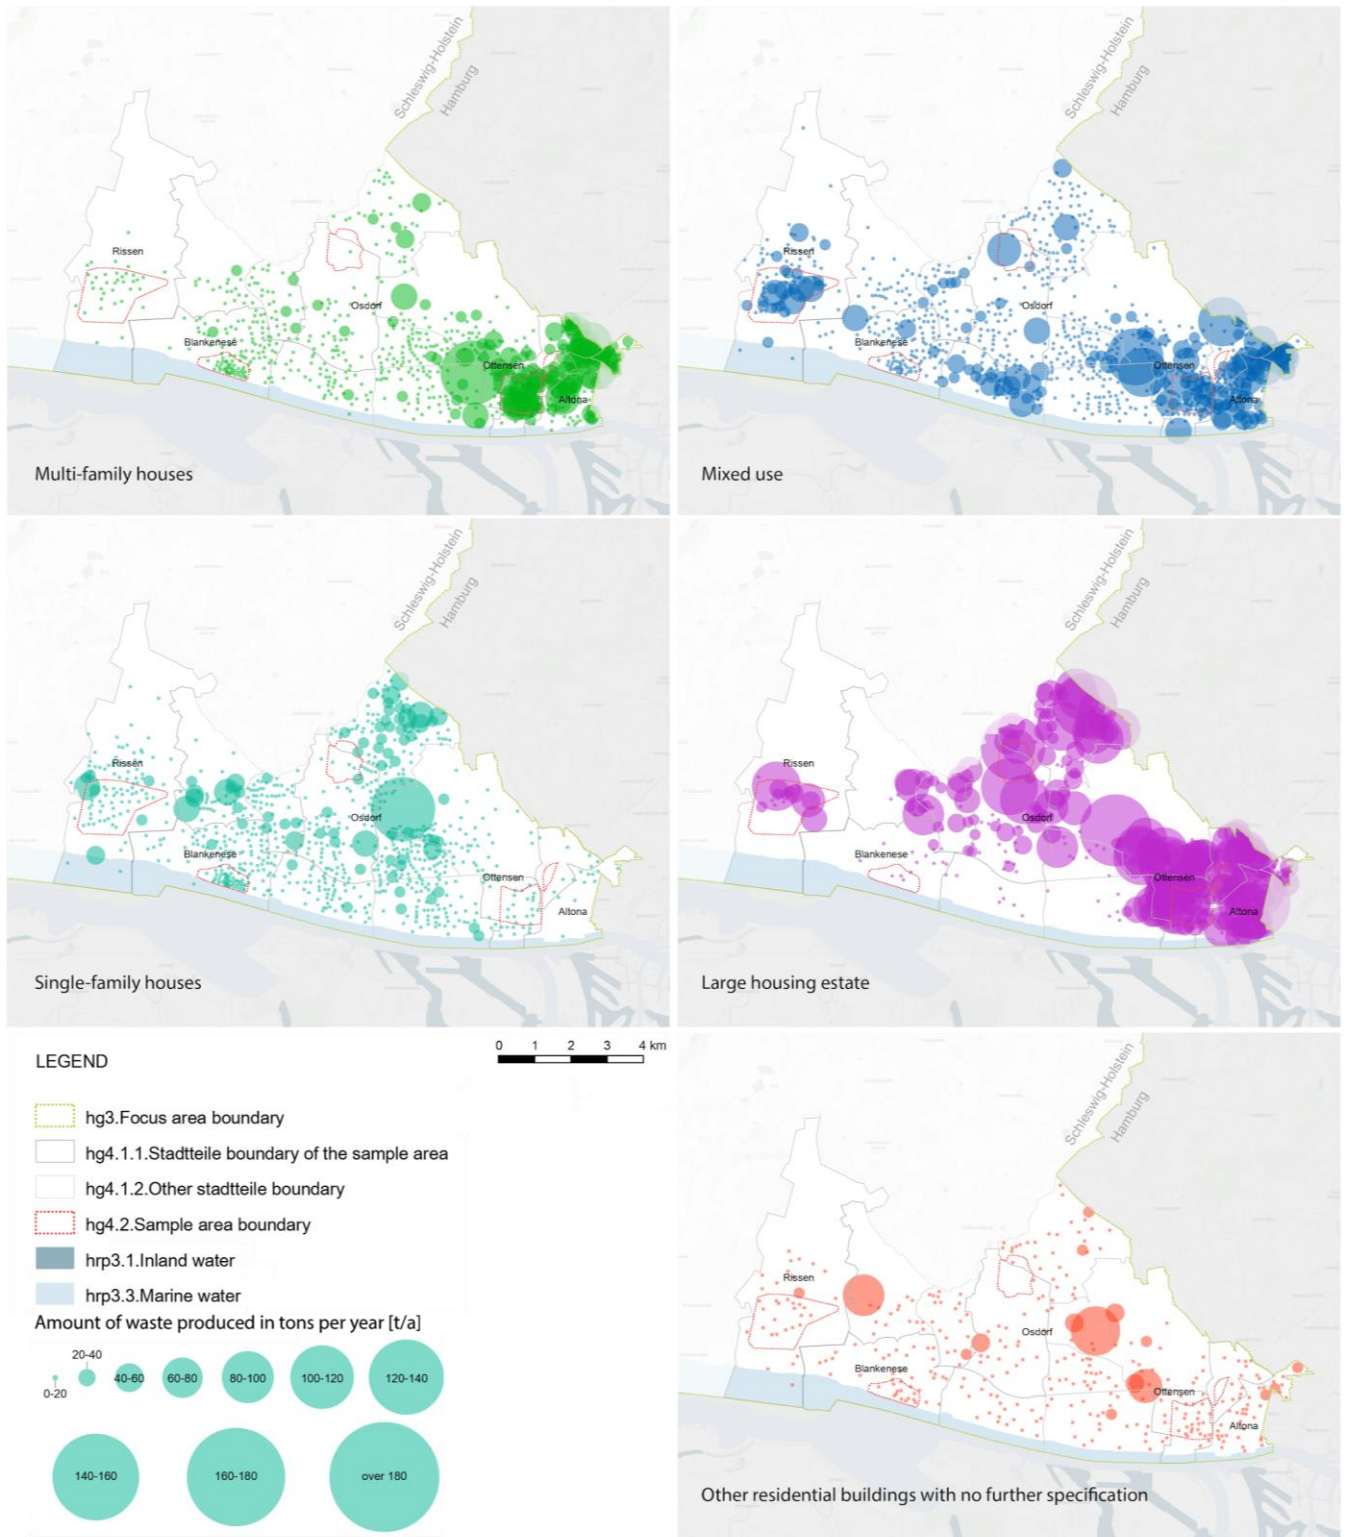 Schleswig-Holstein
Hamburg
Rissen
Osdorf
Blankenese
Ottensen
Altona
Multi-family houses
Schleswig-Holstein
Hamburg
Rissen
Osdorf
Blankenese
Ottensen
Altona
Mixed use
Schleswig-Holstein
Hamburg
Rissen
Osdorf
Blankenese
Ottensen
Altona
Single-family houses
Schleswig-Holstein
Hamburg
Rissen
Osdorf
Blankenese
Ottensen
Altona
Large housing estate
LEGEND
0 1 2 3 4 km
hg3.Focus area boundary
hg4.1.1.Stadtteile boundary of the sample area
hg4.1.2.Other stadtteile boundary
hg4.2.Sample area boundary
hrp3.1.Inland water
hrp3.3.Marine water
Amount of waste produced in tons per year [t/a]
0-20
20-40
40-60
60-80
80-100
100-120
120-140
140-160
160-180
over 180
Schleswig-Holstein
Hamburg
Rissen
Osdorf
Blankenese
Ottensen
Altona
Other residential buildings with no further specification